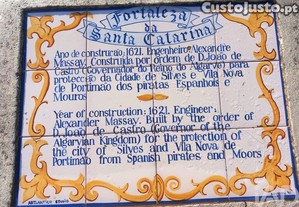 CustoJusto.pt
Fortaleza
da
Santa Catarina
Ano de construção: 1621. Engenheiro: Alexandre
Massay. Construida por ordem de D. João de
Castro (Governador do Reino do Algarve) para
protecção da Cidade de Silves e Vila Nova
de Portimão dos piratas Espanhois e
Mouros
Year of construction: 1621. Engineer:
Alexander Massay. Built by the order of
D. João de Castro (Governor of the
Algarvian Kingdom) for the protection of
the city of Silves and Vila Nova de
Portimão from Spanish pirates and Moors